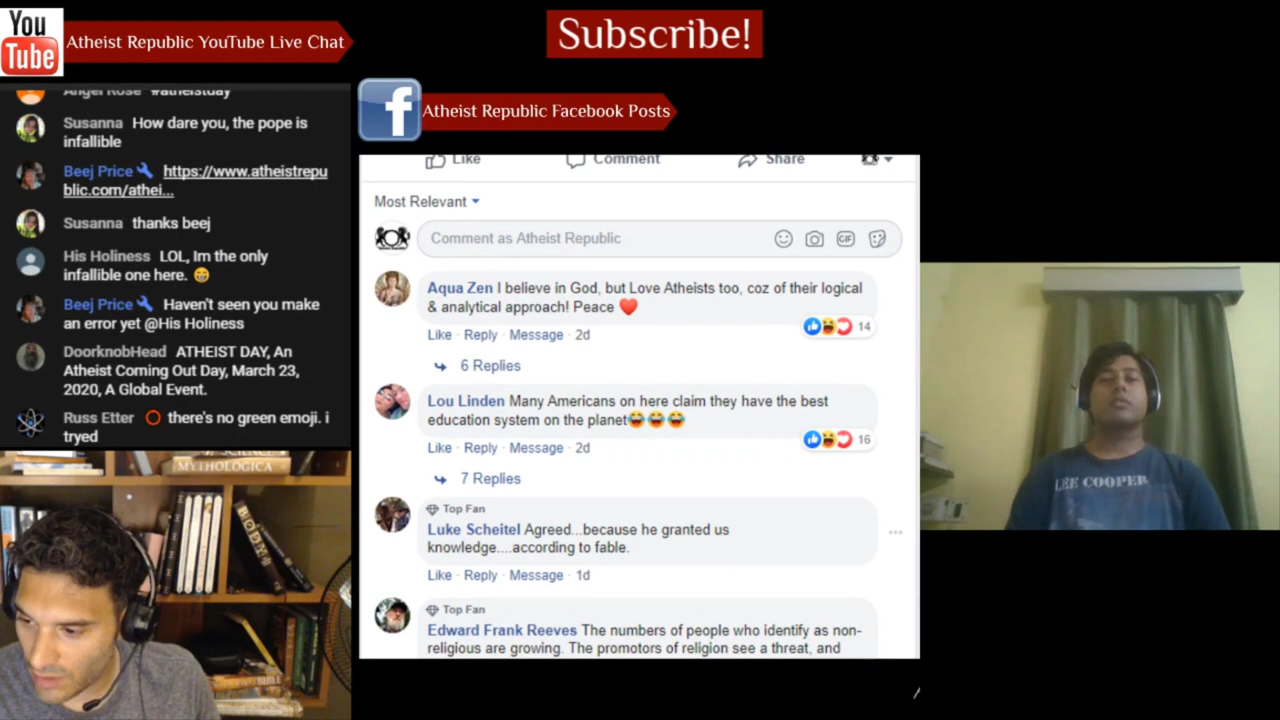 You
Tube
Atheist Republic YouTube Live Chat
Subscribe!
Atheist Republic Facebook Posts
Angel Rose #atheistday
Susanna How dare you, the pope is
infallible
Beej Price https://www.atheistrepu
blic.com/athei...
Susanna thanks beej
His Holiness LOL, Im the only
infallible one here. 😁
Beej Price Haven't seen you make
an error yet @His Holiness
DoorknobHead ATHEIST DAY, An
Atheist Coming Out Day, March 23,
2020, A Global Event.
Russ Etter ⭕ there's no green emoji. i
tryed
Like Comment Share
Most Relevant
Comment as Atheist Republic
GIF
Aqua Zen I believe in God, but Love Atheists too, coz of their logical
& analytical approach! Peace ❤️
14
Like · Reply · Message · 2d
6 Replies
Lou Linden Many Americans on here claim they have the best
education system on the planet😂😂😂
16
Like · Reply · Message · 2d
7 Replies
Top Fan
Luke Scheitel Agreed...because he granted us
knowledge....according to fable.
Like · Reply · Message · 1d
Top Fan
Edward Frank Reeves The numbers of people who identify as non-
religious are growing. The promotors of religion see a threat, and
MYTHOLOGICA
BODY
LEE COOPER